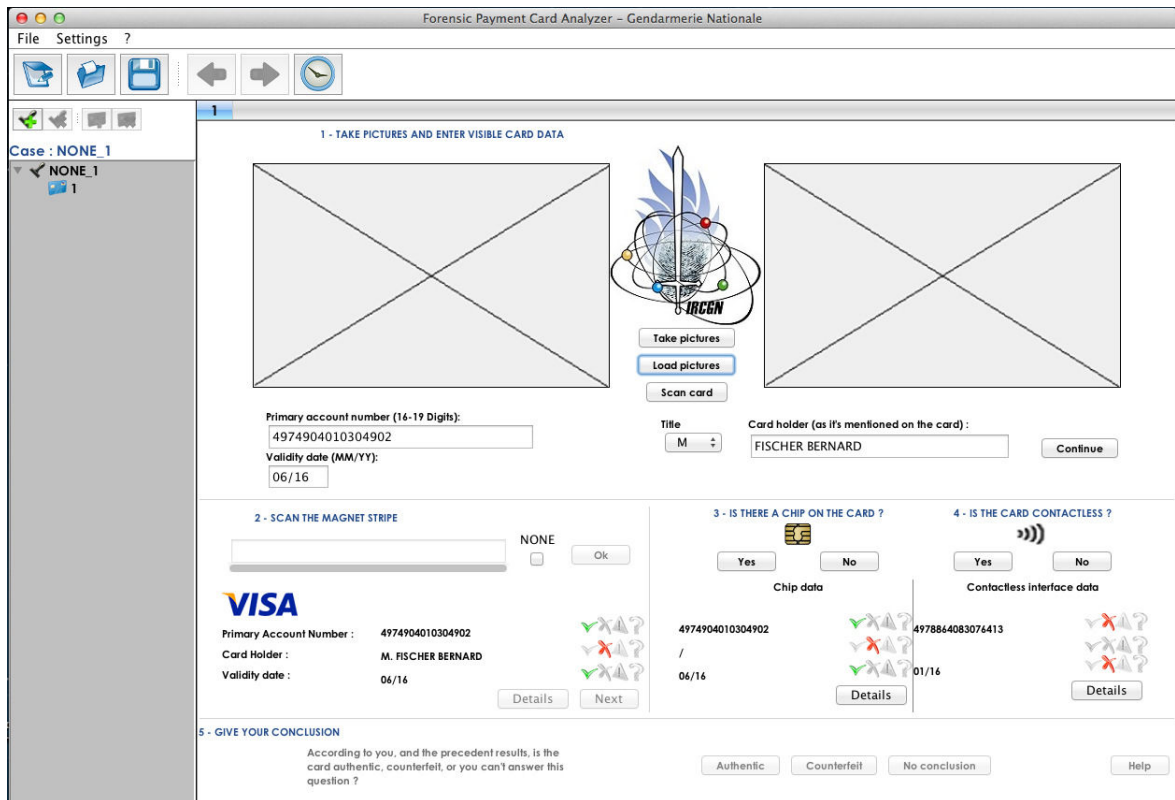 Forensic Payment Card Analyzer – Gendarmerie Nationale
File Settings ?
1
Case : NONE_1
NONE_1
1
1 - TAKE PICTURES AND ENTER VISIBLE CARD DATA
IRCGN
Take pictures
Load pictures
Scan card
Primary account number (16-19 Digits):
4974904010304902
Validity date (MM/YY):
06/16
Title
M
Card holder (as it's mentioned on the card) :
FISCHER BERNARD
Continue
2 - SCAN THE MAGNET STRIPE
NONE
Ok
VISA
Primary Account Number : 4974904010304902
Card Holder : M. FISCHER BERNARD
Validity date : 06/16
Details Next
3 - IS THERE A CHIP ON THE CARD ?
Yes No
Chip data
4974904010304902
/
06/16
Details
4 - IS THE CARD CONTACTLESS ?
Yes No
Contactless interface data
4978864083076413
01/16
Details
5 - GIVE YOUR CONCLUSION
According to you, and the precedent results, is the
card authentic, counterfeit, or you can't answer this
question ?
Authentic Counterfeit No conclusion Help